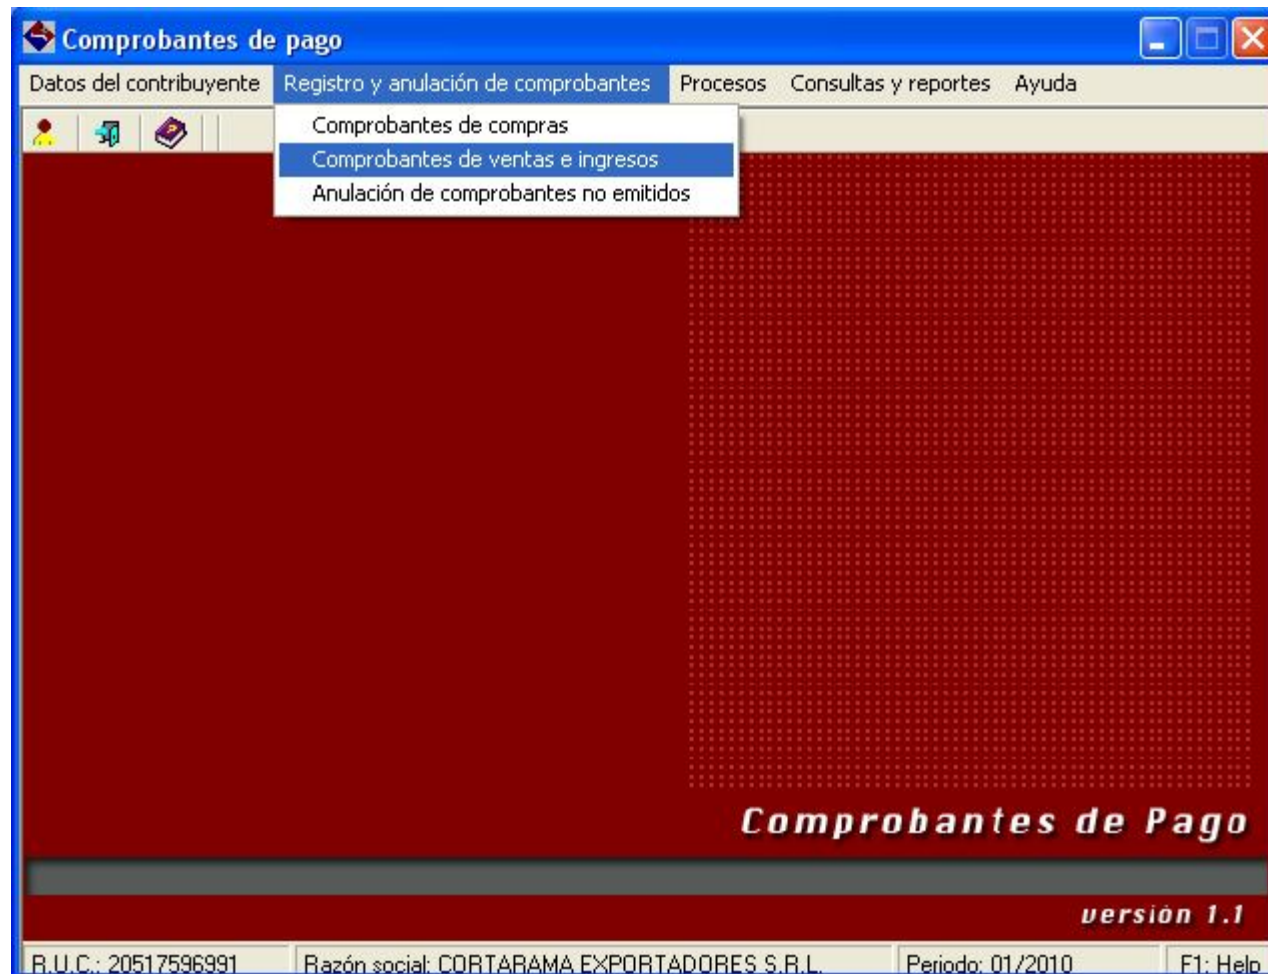 Comprobantes de pago
Datos del contribuyente Registro y anulación de comprobantes Procesos Consultas y reportes Ayuda
Comprobantes de compras
Comprobantes de ventas e ingresos
Anulación de comprobantes no emitidos
Comprobantes de Pago
versión 1.1
R.U.C.: 20517596991 Razón social: CORTARAMA EXPORTADORES S.R.L. Periodo: 01/2010 F1: Help